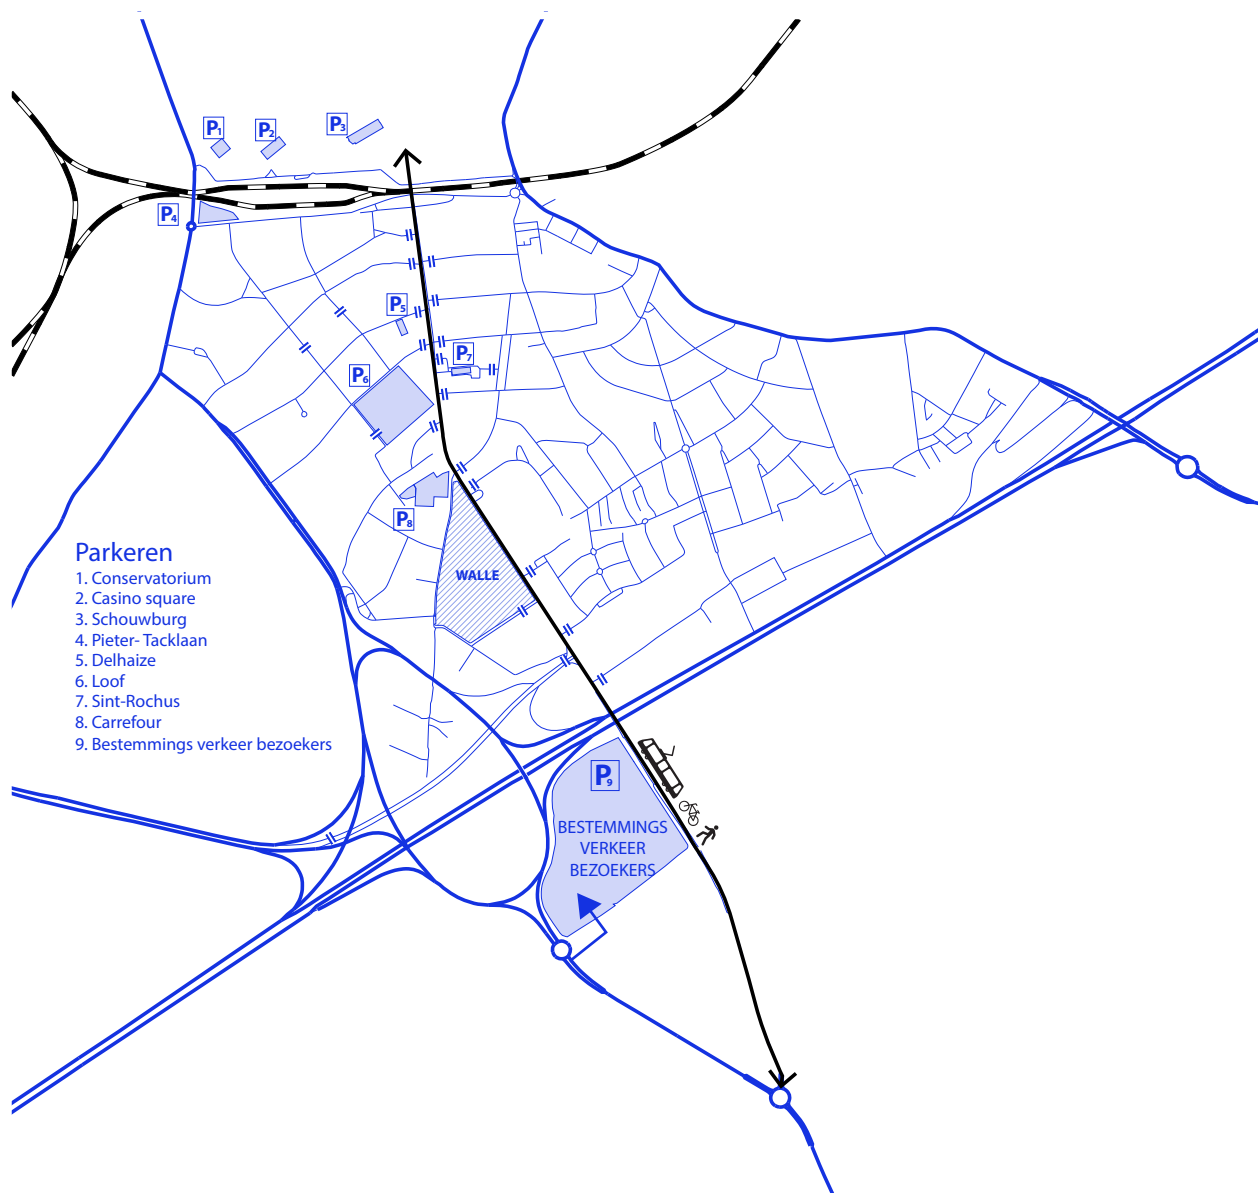 P1
P2
P3
P4
P5
P7
P6
P8
WALLE
Parkeren
1. Conservatorium
2. Casino square
3. Schouwburg
4. Pieter- Tacklaan
5. Delhaize
6. Loof
7. Sint-Rochus
8. Carrefour
9. Bestemmings verkeer bezoekers
P9
BESTEMMINGS
VERKEER
BEZOEKERS